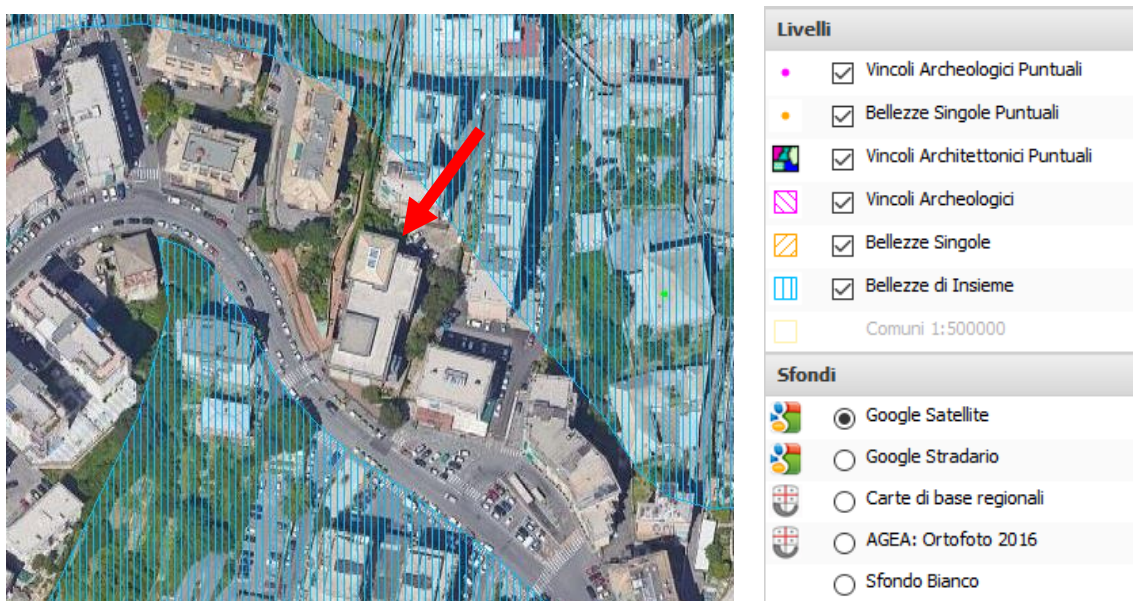 Livelli
Vincoli Archeologici Puntuali
Bellezze Singole Puntuali
Vincoli Architettonici Puntuali
Vincoli Archeologici
Bellezze Singole
Bellezze di Insieme
Comuni 1:500000
Sfondi
Google Satellite
Google Stradario
Carte di base regionali
AGEA: Ortofoto 2016
Sfondo Bianco